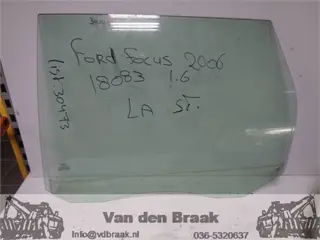 FORD FOCUS 2006
18083 1.6
LA ST.
Van den Braak
Info@vdbraak.nl 036-5320637